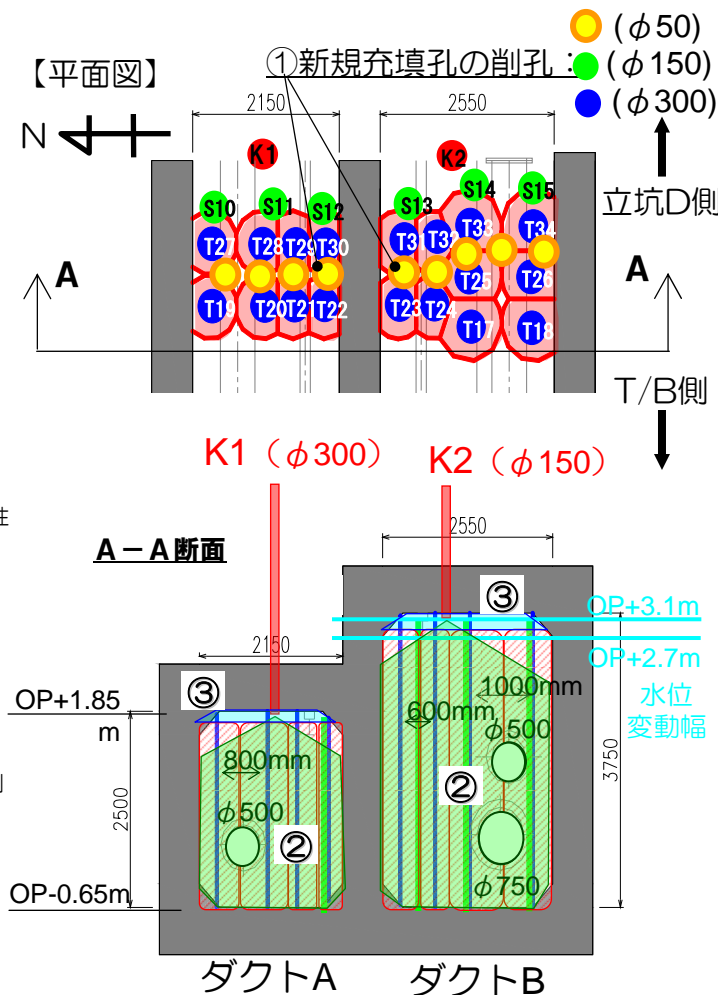 (φ50)
【平面図】
①新規充填孔の削孔：
(φ150)
(φ300)
2150
2550
N
K1
K2
立坑D側
S10
S11
S12
S13
S14
S15
T27
T28
T29
T30
T31
T32
T33
T34
A
A
T25
T26
T19
T20
T21
T22
T23
T24
T17
T18
T/B側
K1（φ300）
K2（φ150）
性
A－A断面
2550
③
OP+3.1m
2150
OP+2.7m
③
1000mm
水位
変動幅
OP+1.85
m
600mm
φ500
800mm
②
3750
2500
φ500
②
φ750
OP-0.65m
ダクトA
ダクトB